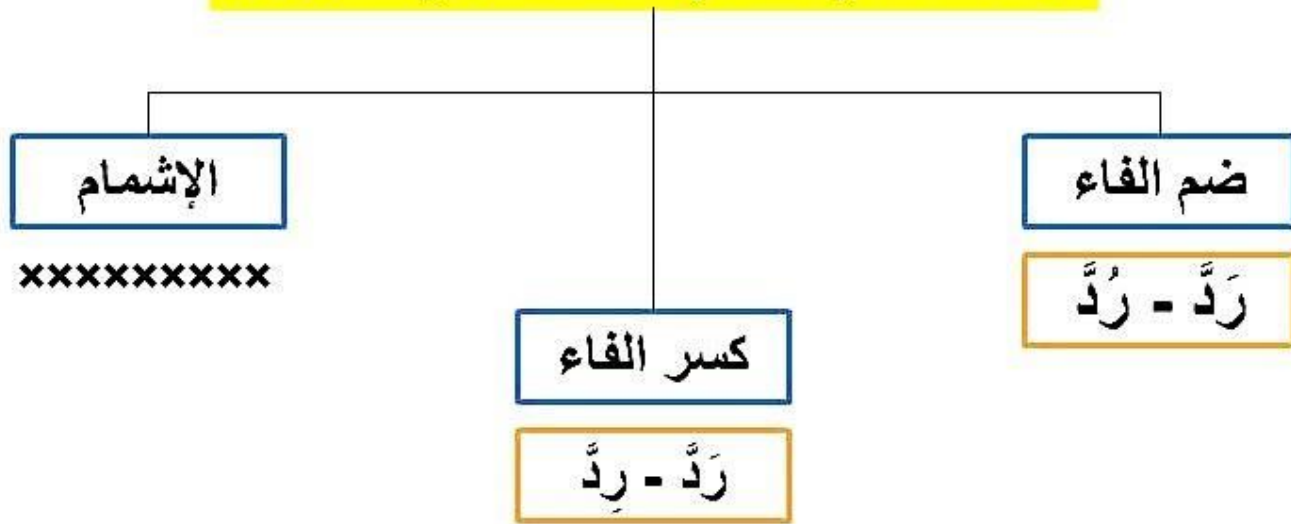 ضم الفاء
رَدَّ - رُدَّ
كسر الفاء
رَدَّ - رِدَّ
الإشمام
×××××××××